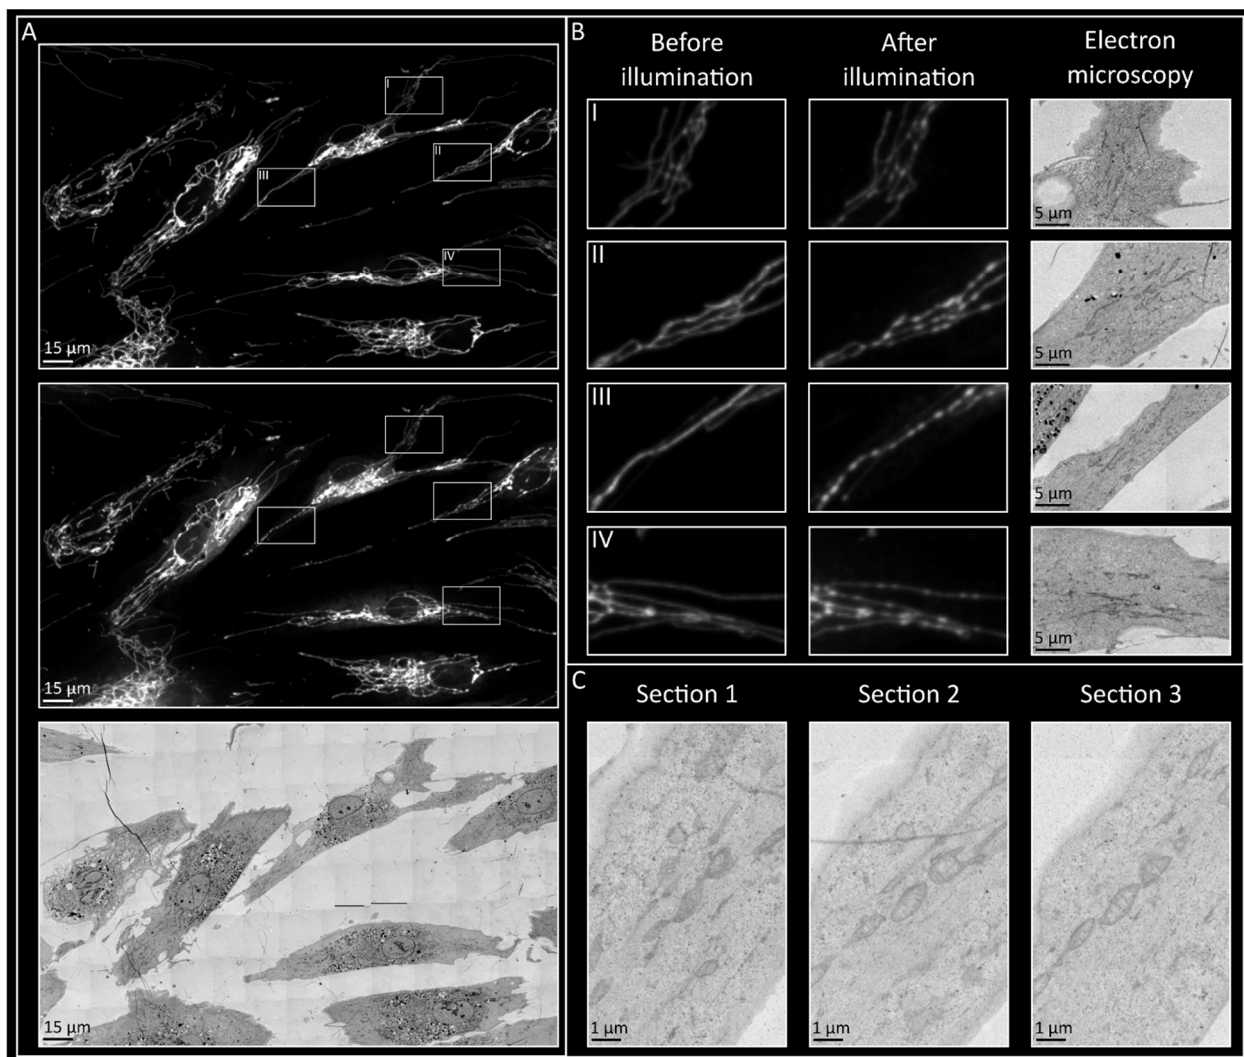 A
I
II
III
IV
15 µm
15 µm
15 µm
B
Before
illumination
After
illumination
Electron
microscopy
I
5 µm
II
5 µm
III
5 µm
IV
5 µm
C
Section 1
Section 2
Section 3
1 µm
1 µm
1 µm